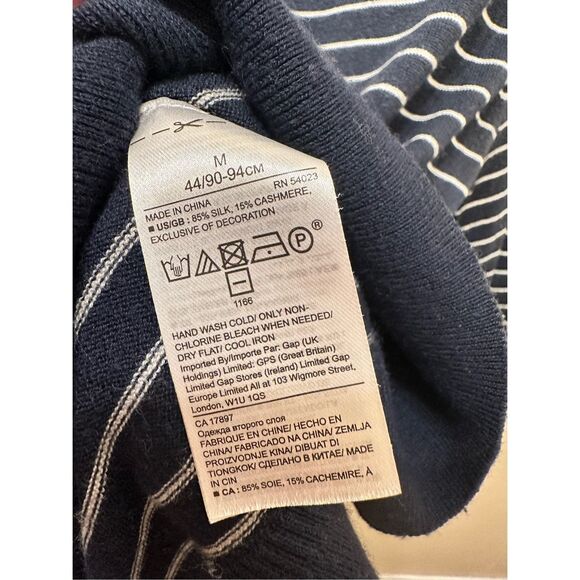 M
44/90-94CM
MADE IN CHINA RN 54023
■ US/GB : 85% SILK, 15% CASHMERE,
EXCLUSIVE OF DECORATION
P ®
1166
HAND WASH COLD/ ONLY NON-
CHLORINE BLEACH WHEN NEEDED/
DRY FLAT/ COOL IRON
Imported By/Importe Par: Gap (UK
Holdings) Limited GPS (Great Britain)
Limited Gap Stores (Ireland) Limited Gap
Europe Limited All at 103 Wigmore Street,
London, W1U 1QS
CA 17897
Одежда второго слоя
FABRIQUE EN CHINE/ HECHO EN
CHINA/ FABRICADO NA CHINA/ ZEMLJA
PROIZVODNJE KINA/ DIBUAT DI
TIONGKOK/ СДЕЛАНО В КИТАЕ/ MADE
IN CIN
■ CA : 85% SOIE, 15% CACHEMIRE, À